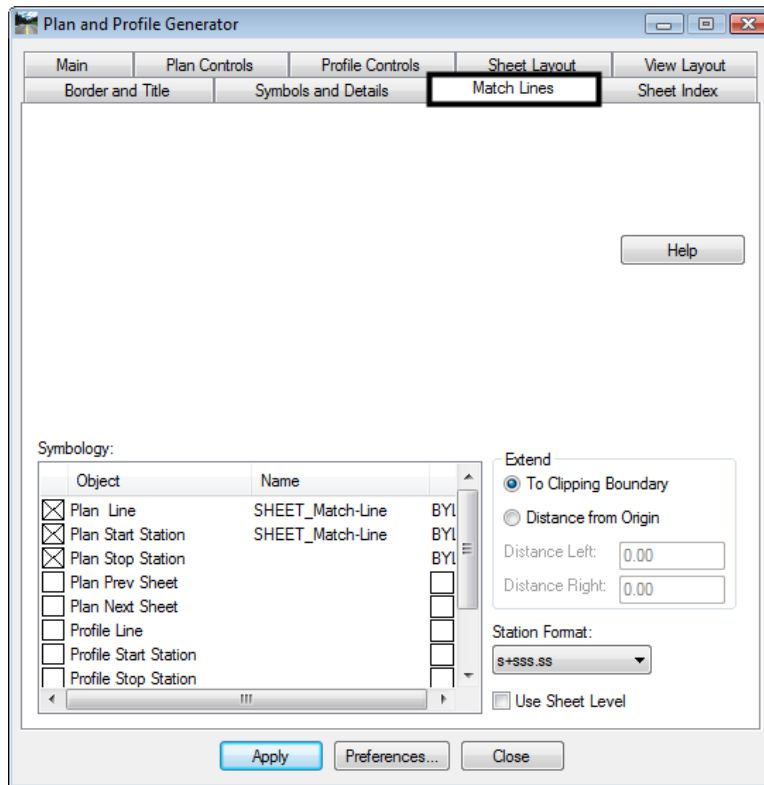 Plan and Profile Generator
Main Plan Controls Profile Controls Sheet Layout View Layout
Border and Title Symbols and Details Match Lines Sheet Index
Help
Symbology:
Object Name
Plan Line SHEET_Match-Line BYL
Plan Start Station SHEET_Match-Line BYL
Plan Stop Station BYL
Plan Prev Sheet
Plan Next Sheet
Profile Line
Profile Start Station
Profile Stop Station
Extend
To Clipping Boundary
Distance from Origin
Distance Left: 0.00
Distance Right: 0.00
Station Format:
s+sss.ss
Use Sheet Level
Apply Preferences... Close